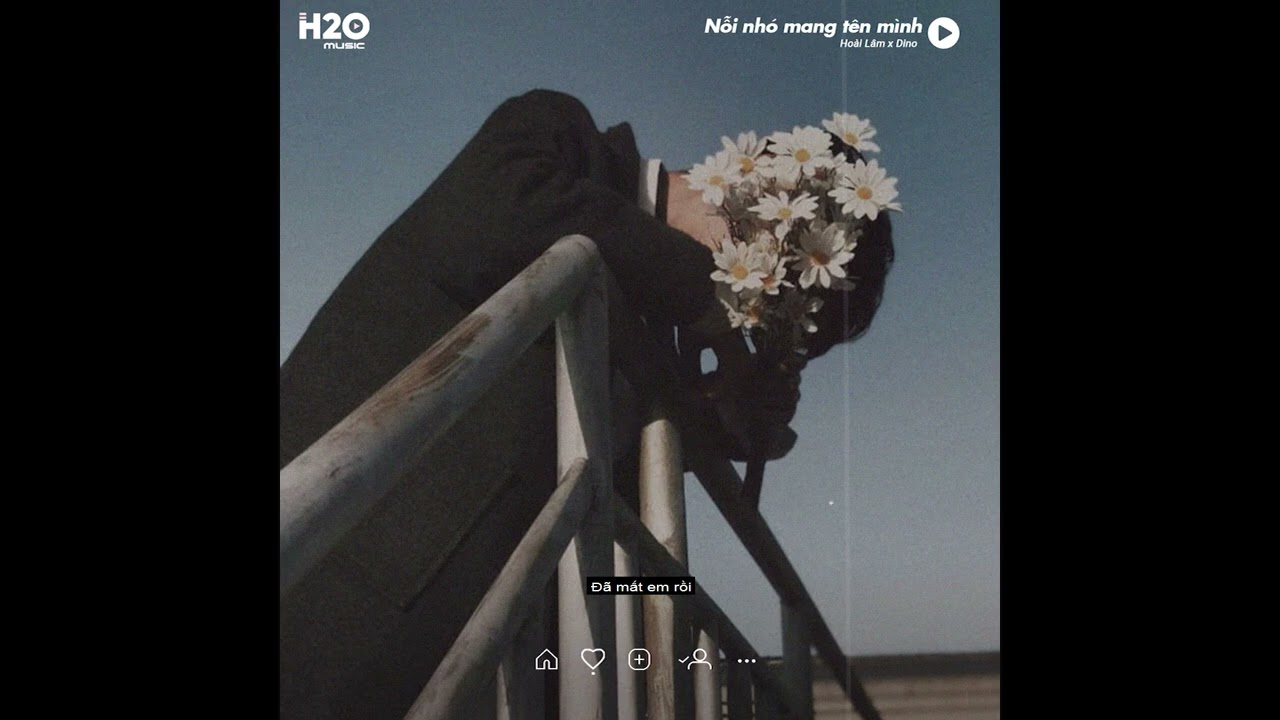 H2O
MUSIC
Nỗi nhớ mang tên mình
Hoài Lâm x Dino
Đã mất em rồi